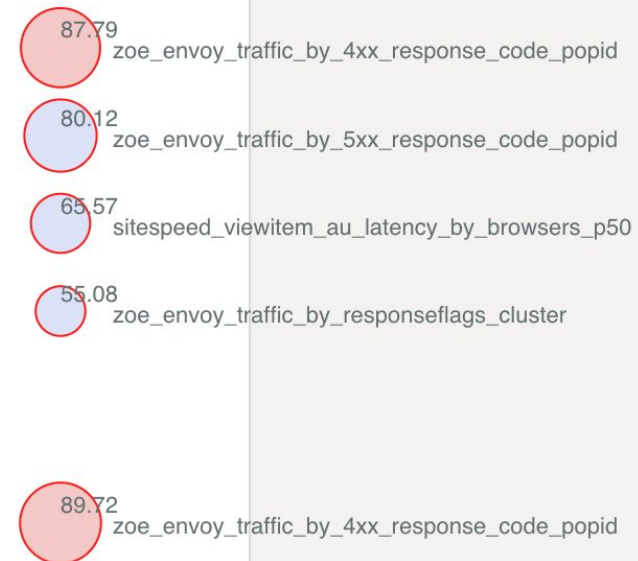 87.79
zoe_envoy_traffic_by_4xx_response_code_popid
80.12
zoe_envoy_traffic_by_5xx_response_code_popid
65.57
sitespeed_viewitem_au_latency_by_browsers_p50
55.08
zoe_envoy_traffic_by_responseflags_cluster
89.72
zoe_envoy_traffic_by_4xx_response_code_popid